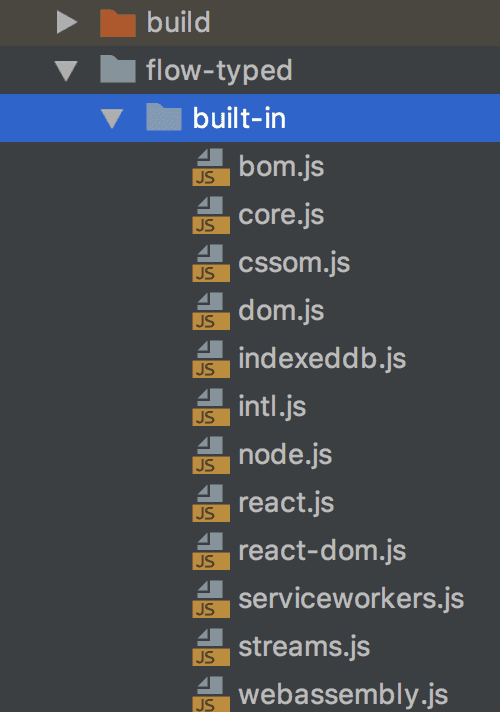 build
flow-typed
built-in
JS bom.js
JS core.js
JS cssom.js
JS dom.js
JS indexeddb.js
JS intl.js
JS node.js
JS react.js
JS react-dom.js
JS serviceworkers.js
JS streams.js
JS webassembly.js